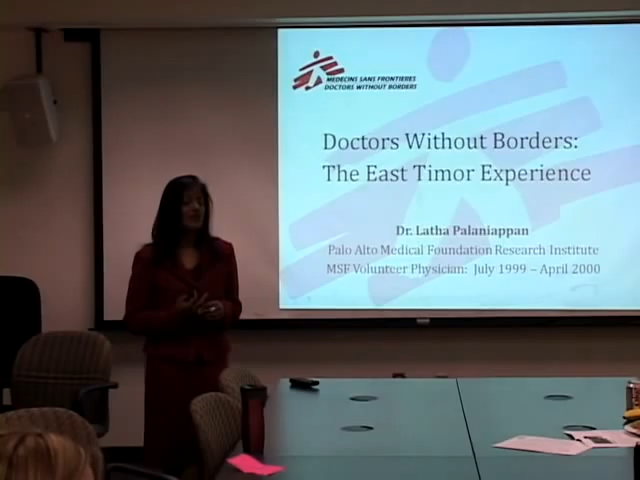 MEDECINS SANS FRONTIERES
DOCTORS WITHOUT BORDERS
Doctors Without Borders:
The East Timor Experience
Dr. Latha Palaniappan
Palo Alto Medical Foundation Research Institute
MSF Volunteer Physician:  July 1999 – April 2000